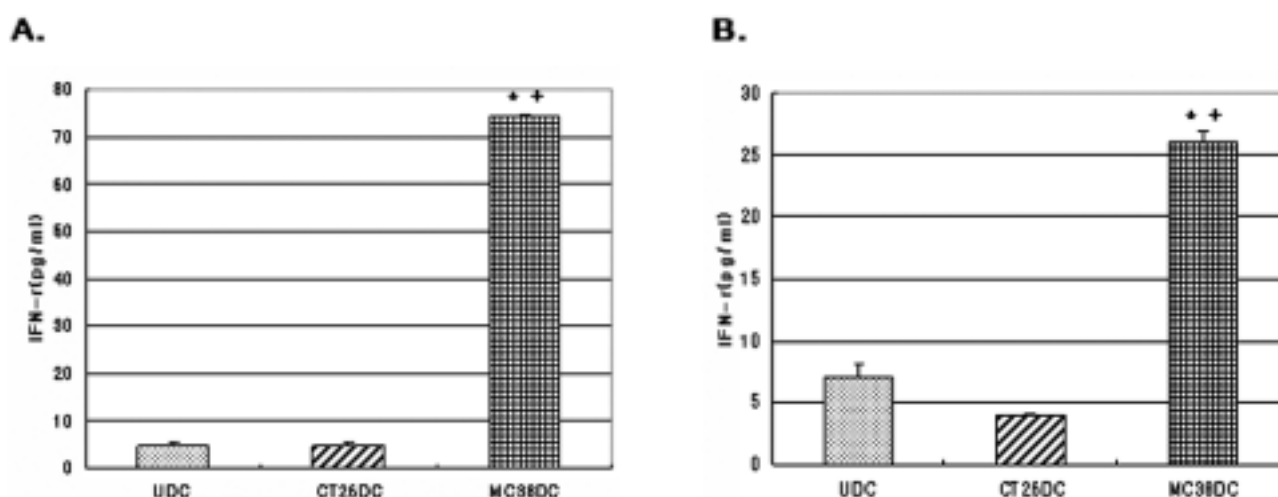 A.
B.
IFN-r(pg/ml)
80
70
60
50
40
30
20
10
0
* +
UDC
CT26DC
MC38DC
IFN-r(pg/ml)
30
25
20
15
10
5
0
* +
UDC
CT26DC
MC38DC